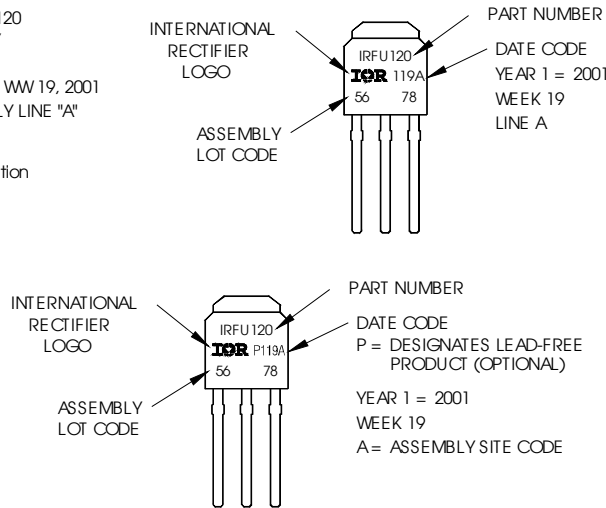 120
WW 19, 2001
LY LINE "A"
tion
INTERNATIONAL
RECTIFIER
LOGO
ASSEMBLY
LOT CODE
IRFU120
IOR 119A
56 78
PART NUMBER
DATE CODE
YEAR 1 = 2001
WEEK 19
LINE A
INTERNATIONAL
RECTIFIER
LOGO
ASSEMBLY
LOT CODE
IRFU120
IOR P119A
56 78
PART NUMBER
DATE CODE
P = DESIGNATES LEAD-FREE
PRODUCT (OPTIONAL)
YEAR 1 = 2001
WEEK 19
A = ASSEMBLY SITE CODE